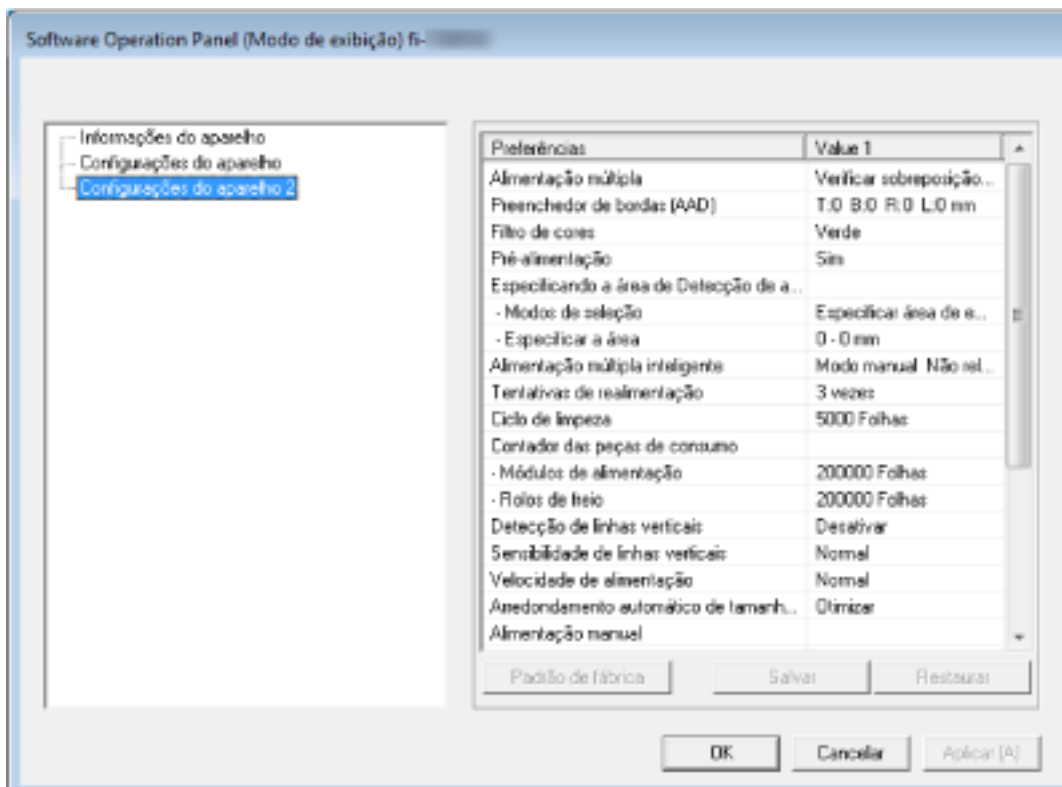 Software Operation Panel (Modo de exibição) fi-
Informações do aparelho
Configurações do aparelho
Configurações do aparelho 2
Preferências Value 1
Alimentação múltipla Verificar sobreposição...
Preenchedor de bordas (AAD) T:0 B:0 R:0 L:0 mm
Filtro de cores Verde
Pré-alimentação Sim
Especificando a área de Detecção de a...
- Modos de seleção Especificar área de e...
- Especificar a área 0 - 0 mm
Alimentação múltipla inteligente Modo manual Não rel...
Tentativas de realimentação 3 vezes
Ciclo de limpeza 5000 Folhas
Contador das peças de consumo
- Módulos de alimentação 200000 Folhas
- Rolos de freio 200000 Folhas
Detecção de linhas verticais Desativar
Sensibilidade de linhas verticais Normal
Velocidade de alimentação Normal
Arredondamento automático de tamanh... Otimizar
Alimentação manual
Padrão de fábrica Salvar Restaurar
OK Cancelar Aplicar (A)